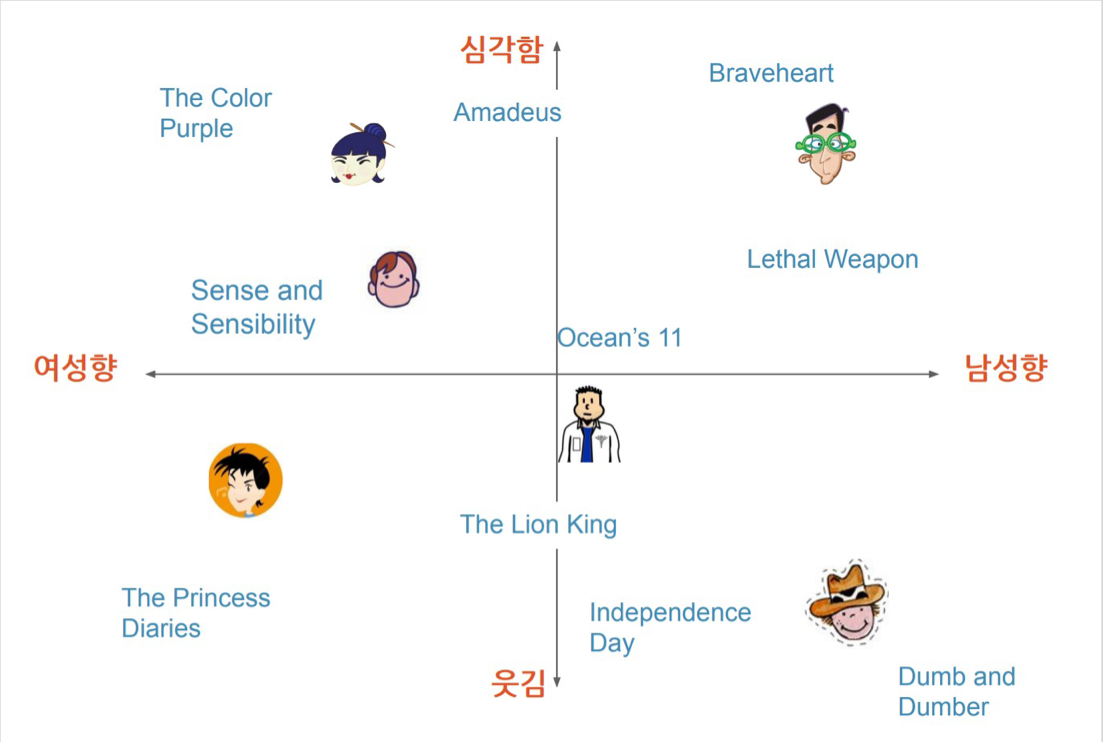 심각함
Braveheart
The Color
Purple
Amadeus
Lethal Weapon
Sense and
Sensibility
Ocean's 11
여성향
남성향
The Lion King
The Princess
Diaries
Independence
Day
웃김
Dumb and
Dumber